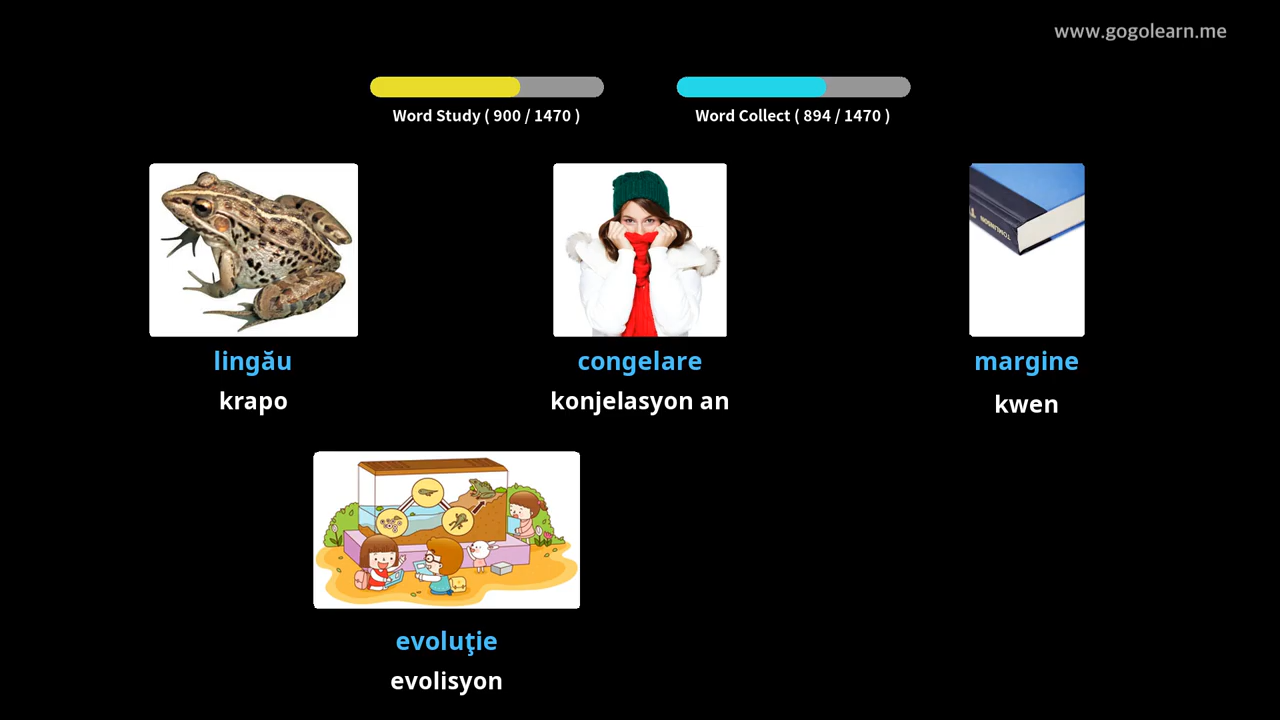 www.gogolearn.me
Word Study ( 900 / 1470 )
Word Collect ( 894 / 1470 )
TOMLINSON
lingău
congelare
margine
krapo
konjelasyon an
kwen
evoluţie
evolisyon